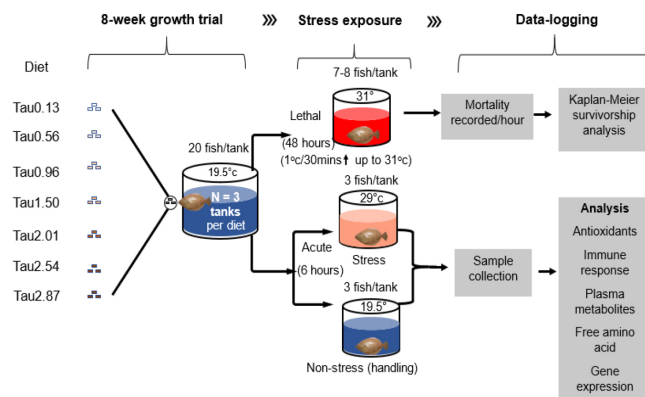 8-week growth trial
Stress exposure
Data-logging
Diet
Tau0.13
Tau0.56
Tau0.96
Tau1.50
Tau2.01
Tau2.54
Tau2.87
20 fish/tank
19.5°c
N = 3
tanks
per diet
7-8 fish/tank
31°
Lethal
(48 hours)
(1°c/30mins⬆ up to 31°c)
3 fish/tank
29°c
Acute
(6 hours)
Stress
3 fish/tank
19.5°
Non-stress (handling)
Mortality
recorded/hour
Kaplan-Meier
survivorship
analysis
Sample
collection
Analysis
Antioxidants
Immune
response
Plasma
metabolites
Free amino
acid
Gene
expression